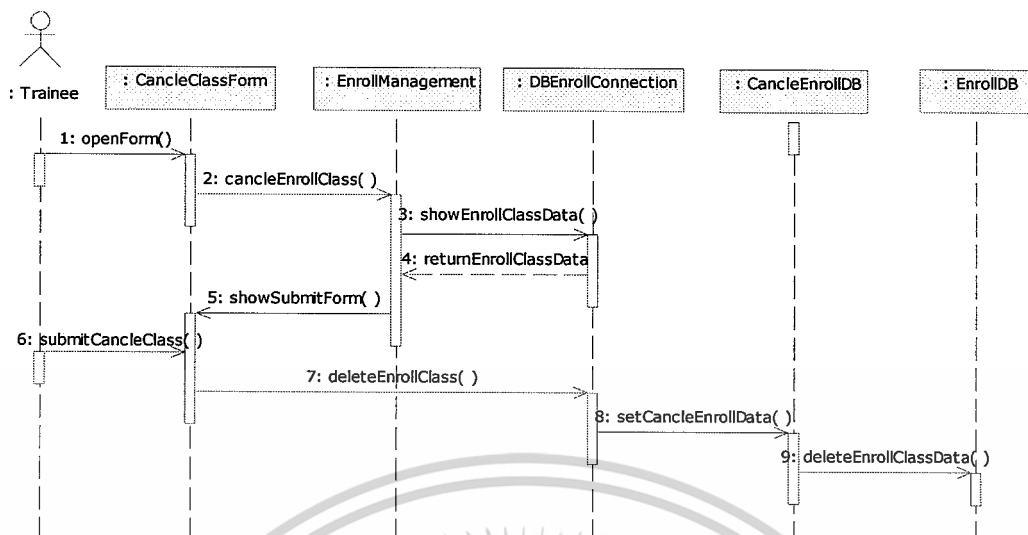 : Trainee
: CancleClassForm
: EnrollManagement
: DBEnrollConnection
: CancleEnrollDB
: EnrollDB
1: openForm()
2: cancleEnrollClass( )
3: showEnrollClassData( )
4: returnEnrollClassData
5: showSubmitForm( )
6: submitCancleClass( )
7: deleteEnrollClass( )
8: setCancleEnrollData( )
9: deleteEnrollClassData( )